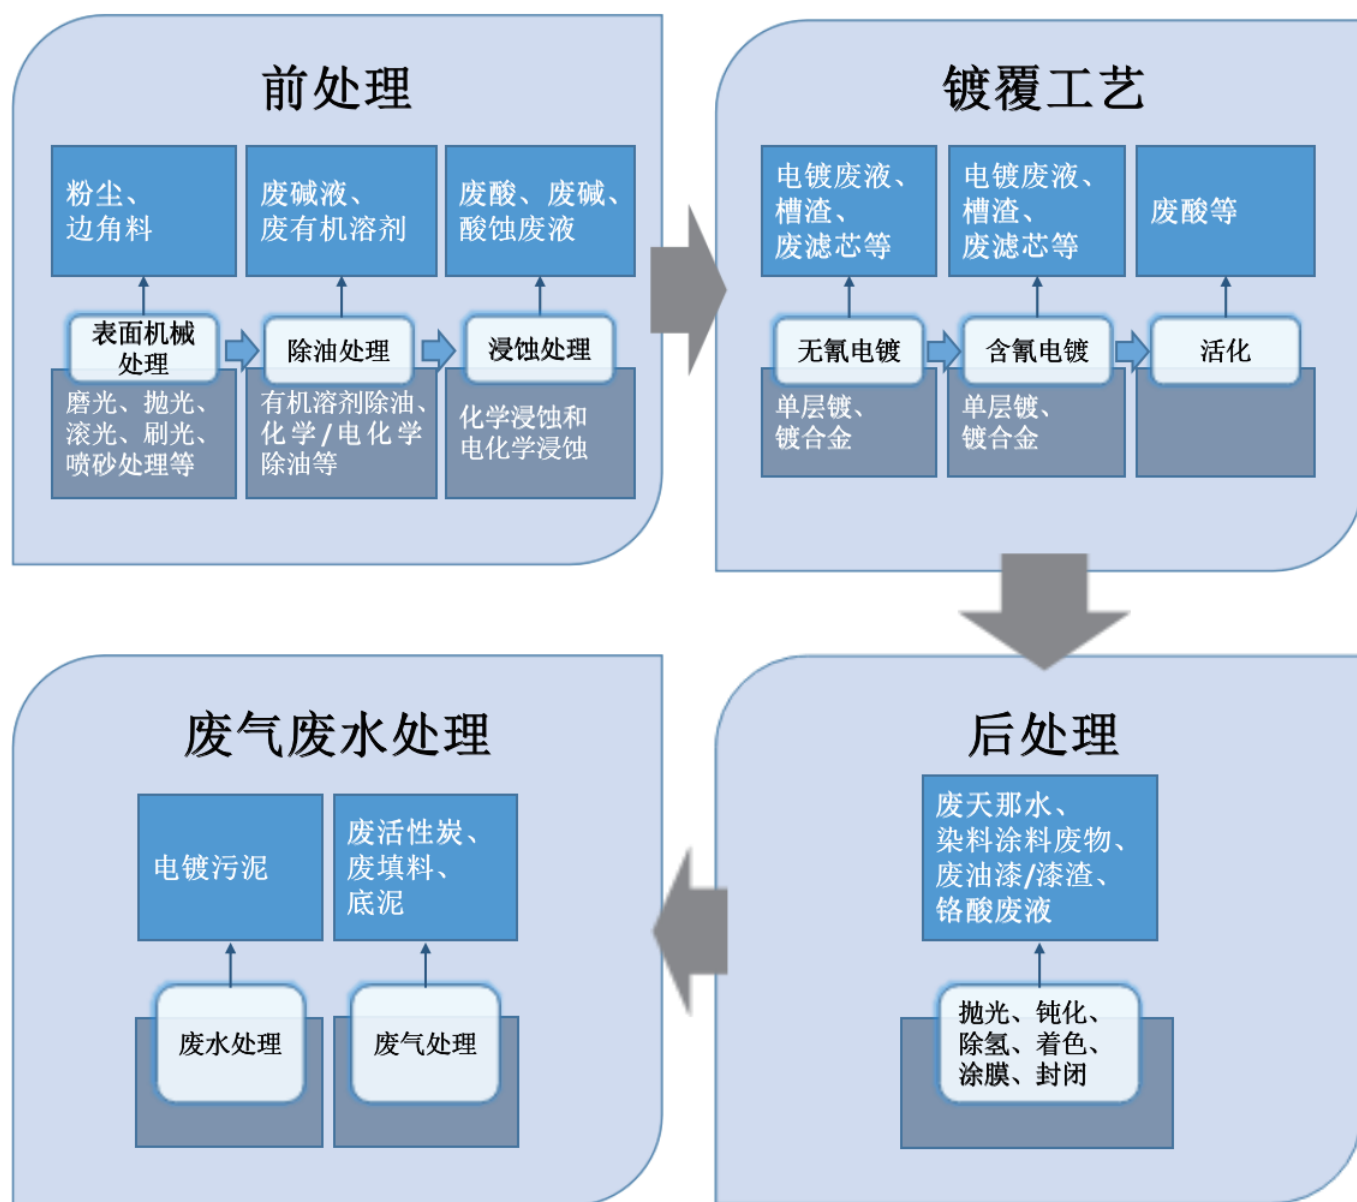 前处理
粉尘、
边角料
废碱液、
废有机溶剂
废酸、废碱、
酸蚀废液
表面机械
处理
除油处理
浸蚀处理
磨光、抛光、
滚光、刷光、
喷砂处理等
有机溶剂除油、
化学/电化学
除油等
化学浸蚀和
电化学浸蚀
镀覆工艺
电镀废液、
槽渣、
废滤芯等
电镀废液、
槽渣、
废滤芯等
废酸等
无氰电镀
含氰电镀
活化
单层镀、
镀合金
单层镀、
镀合金
后处理
废天那水、
染料涂料废物、
废油漆/漆渣、
铬酸废液
抛光、钝化、
除氢、着色、
涂膜、封闭
废气废水处理
电镀污泥
废活性炭、
废填料、
底泥
废水处理
废气处理